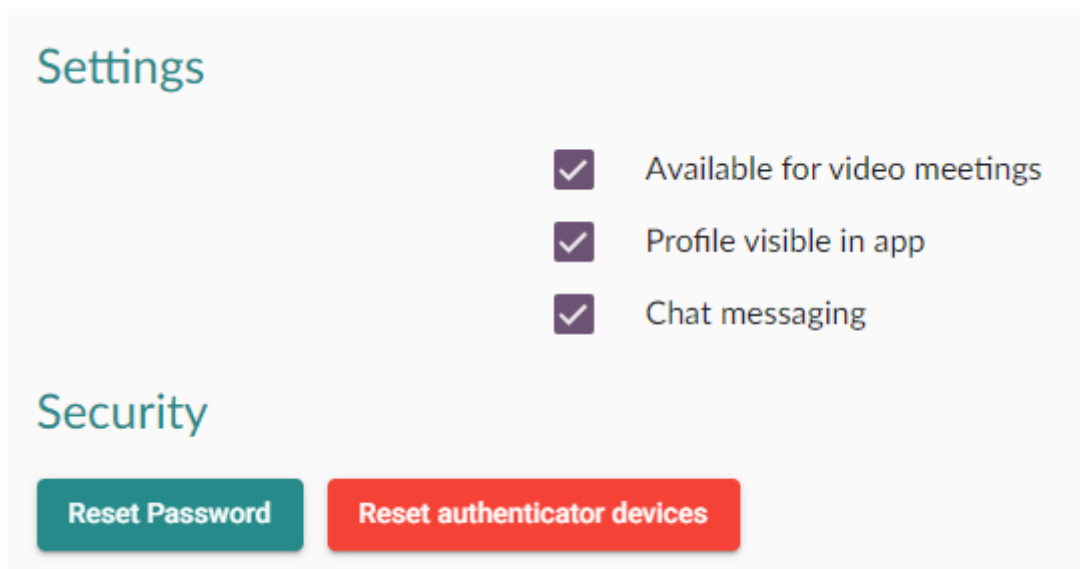 Settings
Available for video meetings
Profile visible in app
Chat messaging
Security
Reset Password Reset authenticator devices